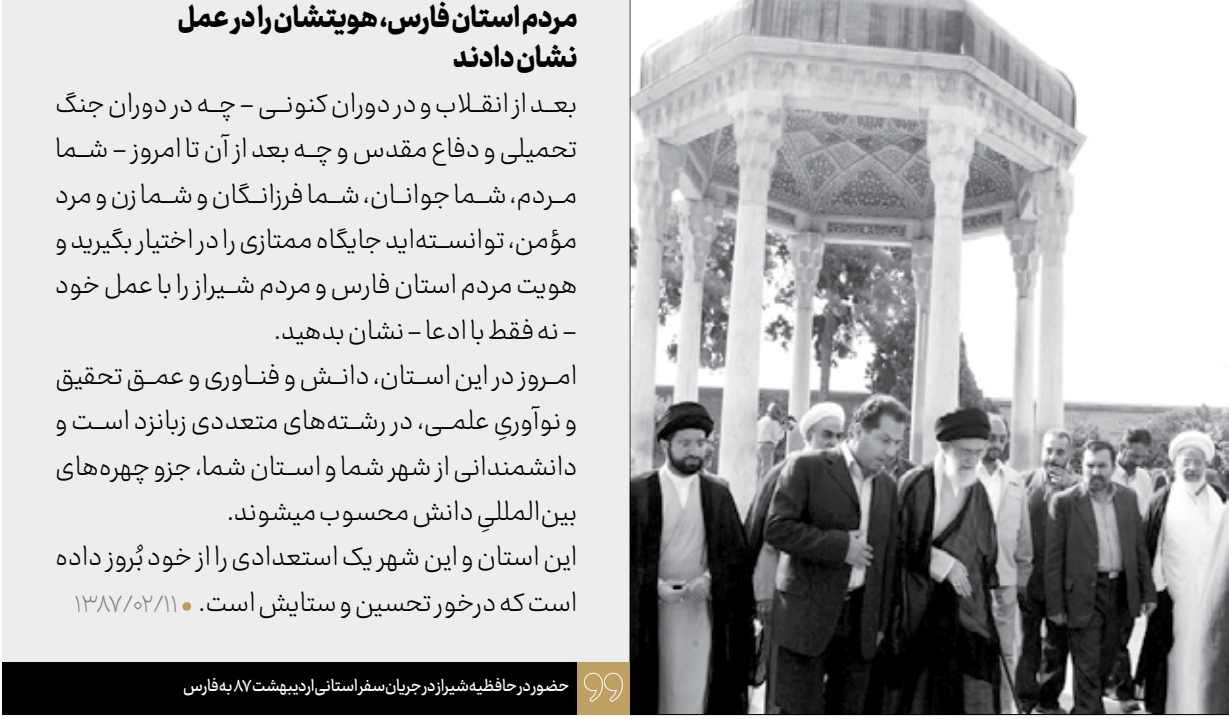 مردم استان فارس، هویتشان را در عمل
نشان دادند
بعد از انقلاب و در دوران کنونی – چه در دوران جنگ
تحمیلی و دفاع مقدس و چه بعد از آن تا امروز – شما
مردم، شما جوانان، شما فرزانگان و شما زن و مرد
مؤمن، توانسته‌اید جایگاه ممتازی را در اختیار بگیرید و
هویت مردم استان فارس و مردم شیراز را با عمل خود
– نه فقط با ادعا – نشان بدهید.
امروز در این استان، دانش و فناوری و عمق تحقیق
و نوآوریِ علمی، در رشته‌های متعددی زبانزد است و
دانشمندانی از شهر شما و استان شما، جزو چهره‌های
بین‌المللیِ دانش محسوب میشوند.
این استان و این شهر یک استعدادی را از خود بُروز داده
است که درخور تحسین و ستایش است. • ۱۳۸۷/۰۲/۱۱
حضور در حافظیه شیراز در جریان سفر استانی اردیبهشت ۸۷ به فارس